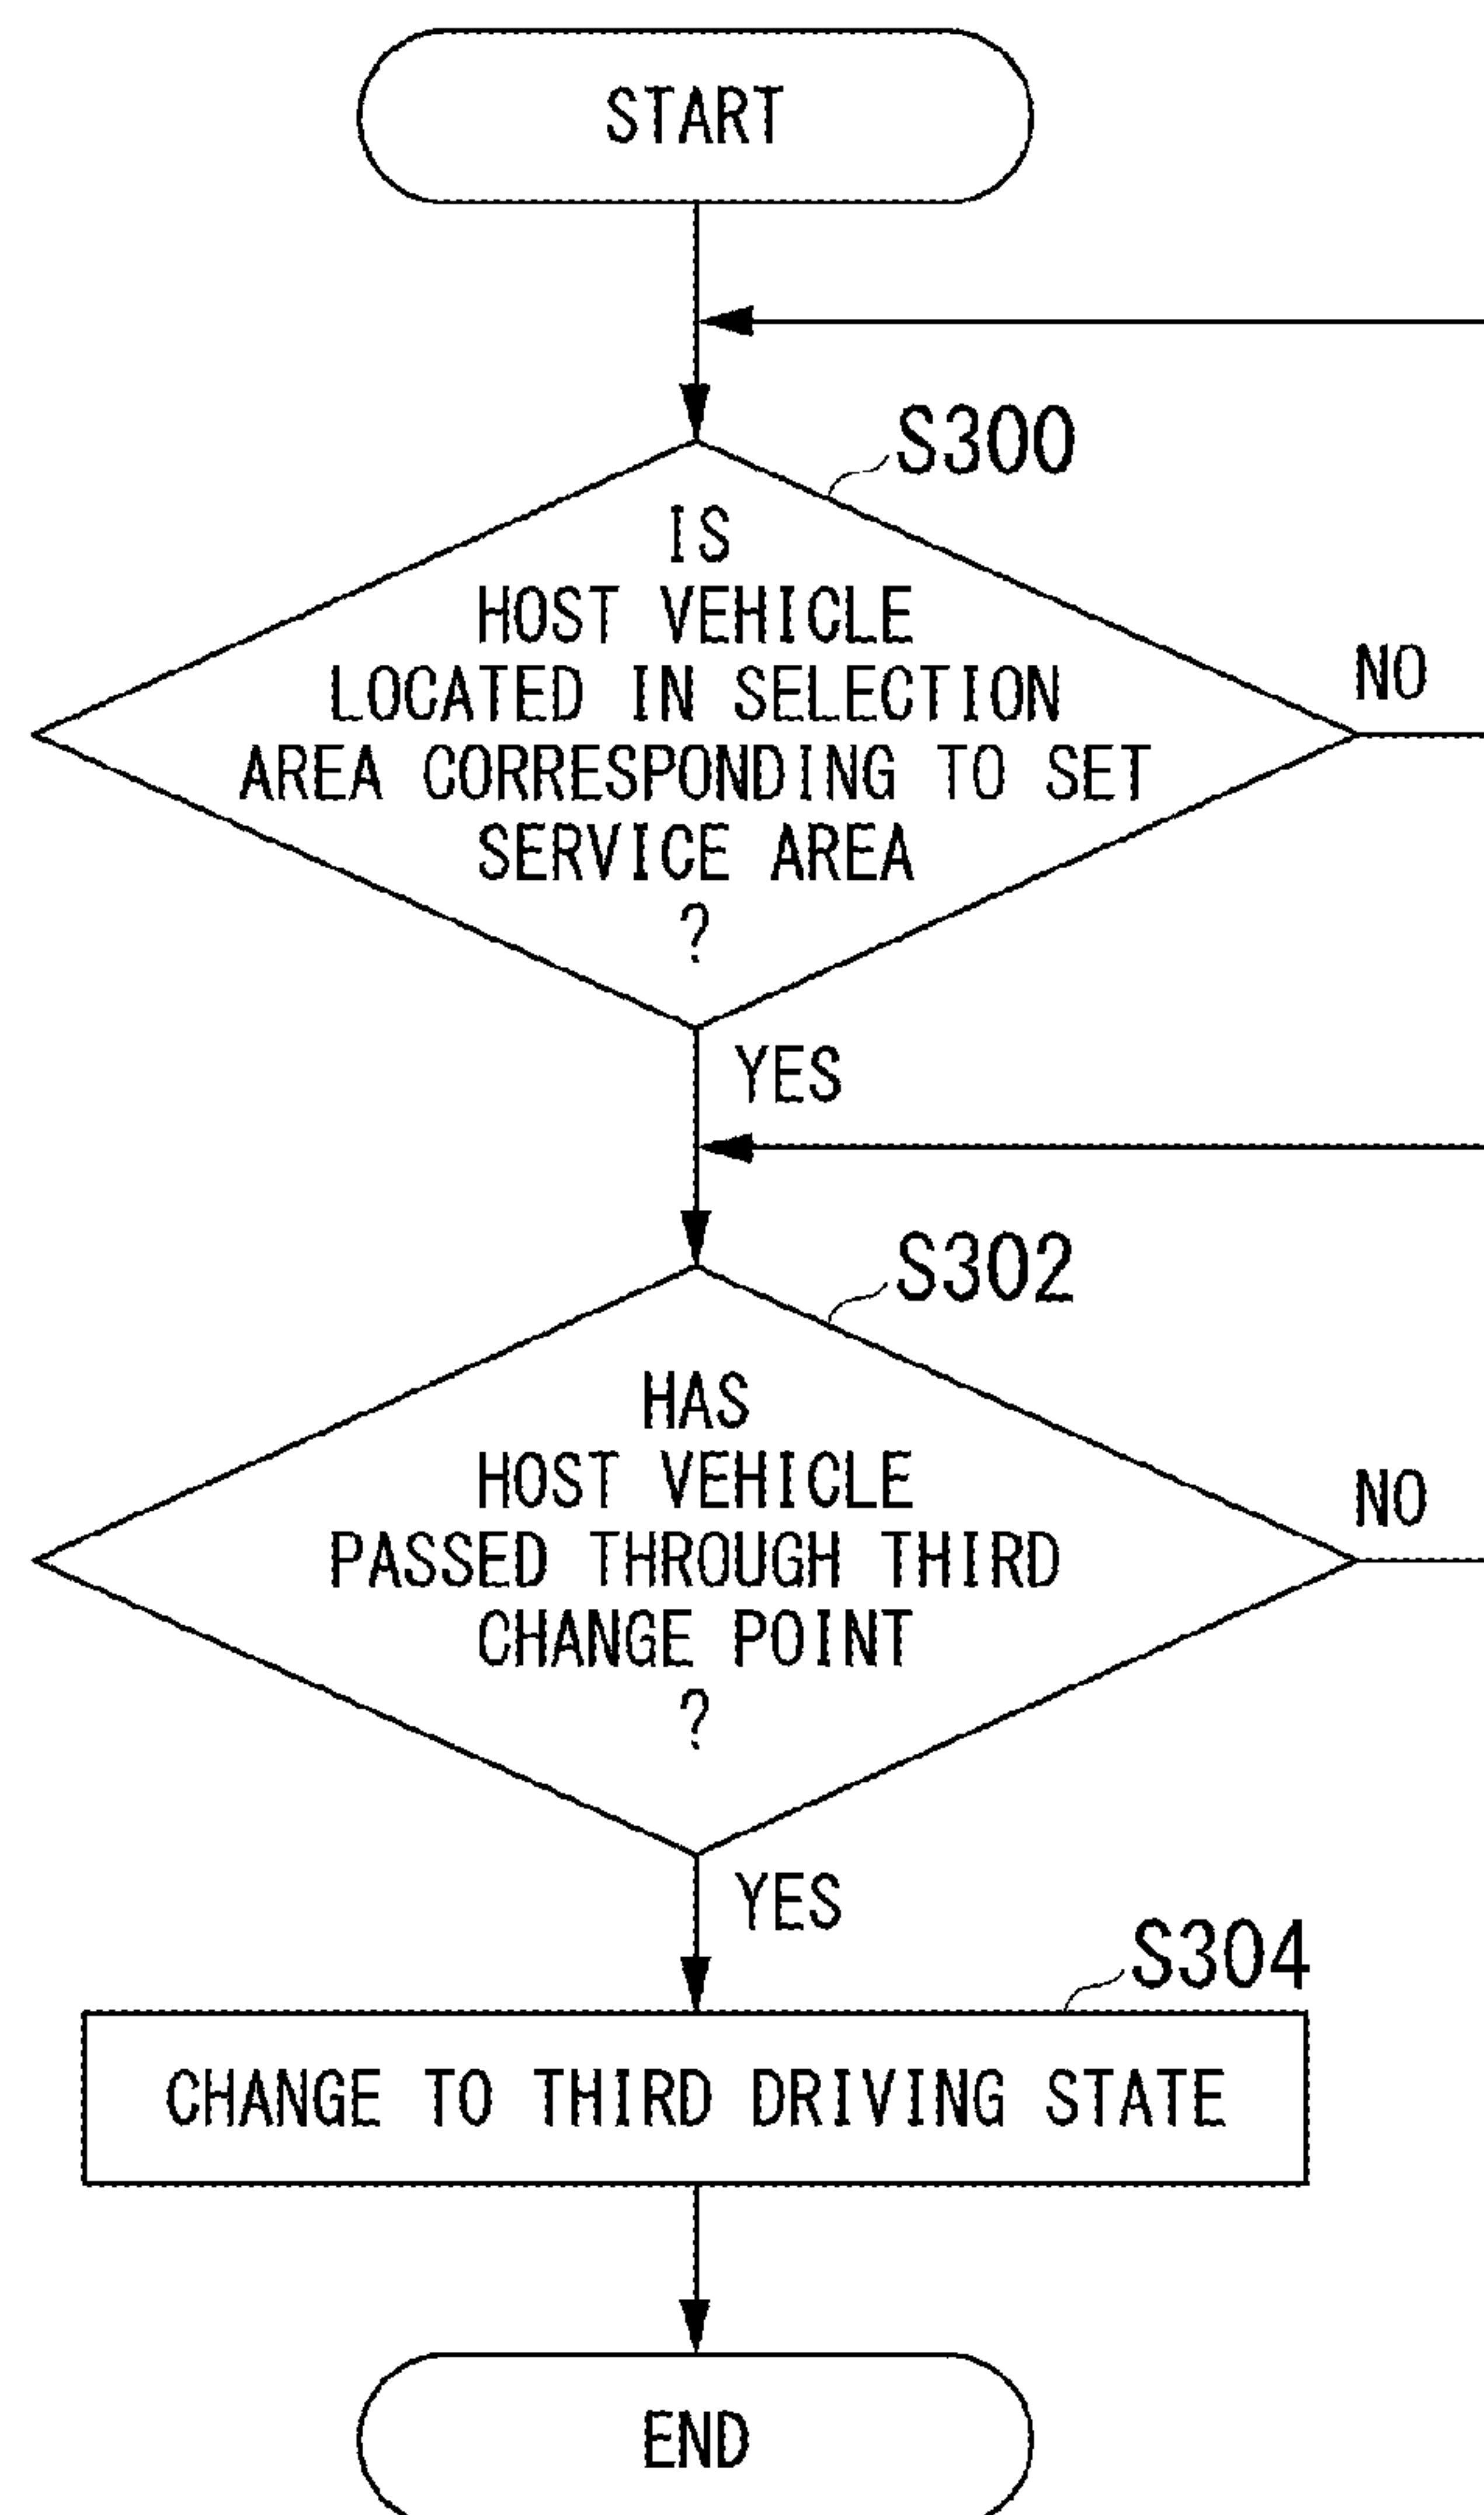 START
S300
IS
HOST VEHICLE
LOCATED IN SELECTION
AREA CORRESPONDING TO SET
SERVICE AREA
?
NO
YES
S302
HAS
HOST VEHICLE
PASSED THROUGH THIRD
CHANGE POINT
?
NO
YES
S304
CHANGE TO THIRD DRIVING STATE
END